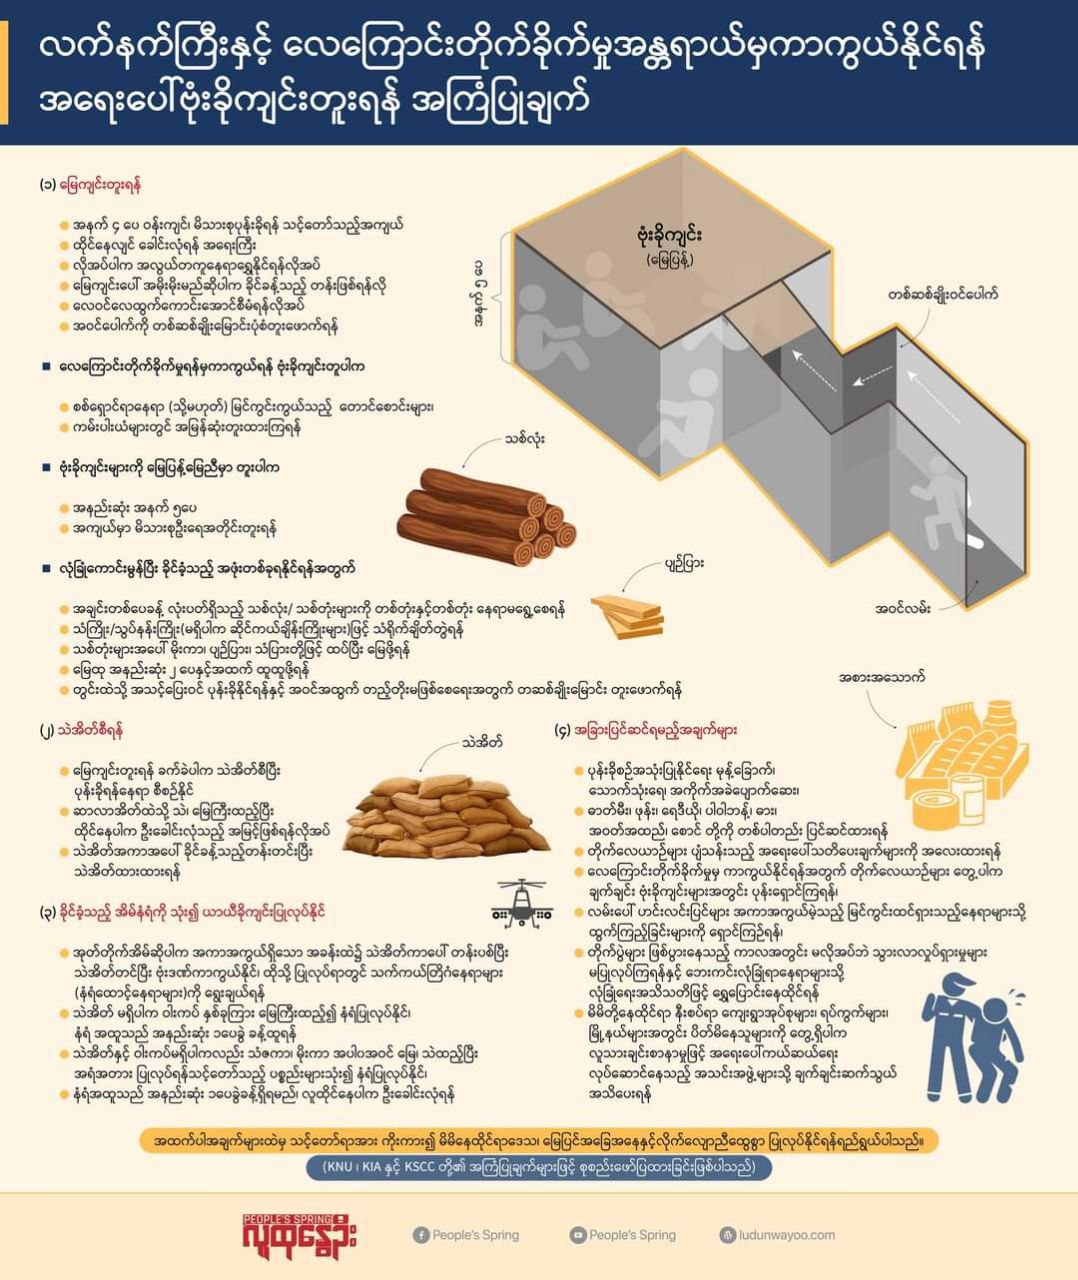 လက်နက်ကြီးနှင့် လေကြောင်းတိုက်ခိုက်မှုအန္တရာယ်မှကာကွယ်နိုင်ရန်
အရေးပေါ်ဗုံးခိုကျင်းတူးရန် အကြံပြုချက်
(၁) မြေကျင်းတူးရန်
အနက် ၄ ပေ ဝန်းကျင်၊ မိသားစုပုန်းခိုရန် သင့်တော်သည့်အကျယ်
ထိုင်နေလျှင် ခေါင်းလုံရန် အရေးကြီး
လိုအပ်ပါက အလွယ်တကူနေရာရွှေ့နိုင်ရန်လိုအပ်
မြေကျင်းပေါ် အမိုးမိုးမည်ဆိုပါက ခိုင်ခန့်သည့် တန်းဖြစ်ရန်လို
လေဝင်လေထွက်ကောင်းအောင်စီမံရန်လိုအပ်
အဝင်ပေါက်ကို တစ်ဆစ်ချိုးမြောင်းပုံစံတူးဖောက်ရန်
လေကြောင်းတိုက်ခိုက်မှုရန်မှကာကွယ်ရန် ဗုံးခိုကျင်းတူပါက
စစ်ရှောင်ရာနေရာ (သို့မဟုတ်) မြင်ကွင်းကွယ်သည့် တောင်စောင်းများ၊
ကမ်းပါးယံများတွင် အမြန်ဆုံးတူးထားကြရန်
ဗုံးခိုကျင်းများကို မြေပြန့်မြေညီမှာ တူးပါက
အနည်းဆုံး အနက် ၅ပေ
အကျယ်မှာ မိသားစုဦးရေအတိုင်းတူးရန်
လုံခြုံကောင်းမွန်ပြီး ခိုင်ခံ့သည့် အဖုံးတစ်ခုရနိုင်ရန်အတွက်
အချင်းတစ်ပေခန့် လုံးပတ်ရှိသည့် သစ်လုံး/ သစ်တုံးများကို တစ်တုံးနှင့်တစ်တုံး နေရာမရွေ့စေရန်
သံကြိုး/သွပ်နန်းကြိုး(မရှိပါက ဆိုင်ကယ်ချိန်းကြိုးများ)ဖြင့် သံရိုက်ချိတ်တွဲရန်
သစ်တုံးများအပေါ် မိုးကာ၊ ပျဉ်ပြား၊ သံပြားတို့ဖြင့် ထပ်ပြီး မြေဖို့ရန်
မြေထု အနည်းဆုံး ၂ ပေနှင့်အထက် ထူထူဖို့ရန်
တွင်းထဲသို့ အသင့်ပြေးဝင် ပုန်းခိုနိုင်ရန်နှင့် အဝင်အထွက် တည့်တိုးမဖြစ်စေရေးအတွက် တဆစ်ချိုးမြောင်း တူးဖောက်ရန်
ဗုံးခိုကျင်း
(မြေပြန့်)
အနက် ၅ ပေ
တစ်ဆစ်ချိုးဝင်ပေါက်
အဝင်လမ်း
သစ်လုံး
ပျဉ်ပြား
(၂) သဲအိတ်စီရန်
မြေကျင်းတူးရန် ခက်ခဲပါက သဲအိတ်စီပြီး
ပုန်းခိုရန်နေရာ စီစဉ်နိုင်
ဆာလာအိတ်ထဲသို့ သဲ၊ မြေကြီးထည့်ပြီး
ထိုင်နေပါက ဦးခေါင်းလုံသည့် အမြင့်ဖြစ်ရန်လိုအပ်
သဲအိတ်အကာအပေါ် ခိုင်ခန့်သည့်တန်းတင်းပြီး
သဲအိတ်ထားထားရန်
သဲအိတ်
(၃) ခိုင်ခံ့သည့် အိမ်နံရံကို သုံး၍ ယာယီခိုကျင်းပြုလုပ်နိုင်
အုတ်တိုက်အိမ်ဆိုပါက အကာအကွယ်ရှိသော အခန်းထဲ၌ သဲအိတ်ကာပေါ် တန်းပစ်ပြီး
သဲအိတ်တင်ပြီး ဗုံးဒဏ်ကာကွယ်နိုင်၊ ထိုသို့ ပြုလုပ်ရာတွင် သက်ကယ်တြိဂံနေရာများ
(နံရံထောင့်နေရာများ)ကို ရွေးချယ်ရန်
သဲအိတ် မရှိပါက ဝါးကပ် နှစ်ခုကြား မြေကြီးထည့်၍ နံရံပြုလုပ်နိုင်၊
နံရံ အထူသည် အနည်းဆုံး ၁ပေခွဲ ခန့်ထူရန်
သဲအိတ်နှင့် ဝါးကပ်မရှိပါကလည်း သံဇကာ၊ မိုးကာ အပါဝအဝင် မြေ၊ သဲထည့်ပြီး
အရံအတား ပြုလုပ်ရန်သင့်တော်သည့် ပစ္စည်းများသုံး၍ နံရံပြုလုပ်နိုင်၊
နံရံအထူသည် အနည်းဆုံး ၁ပေခွဲခန့်ရှိရမည်၊ လူထိုင်နေပါက ဦးခေါင်းလုံရန်
အစားအသောက်
(၄) အခြားပြင်ဆင်ရမည့်အချက်များ
ပုန်းခိုစဉ်အသုံးပြုနိုင်ရေး မုန့်ခြောက်၊
သောက်သုံးရေ၊ အကိုက်အခဲပျောက်ဆေး၊
ဓာတ်မီး၊ ဖုန်း၊ ရေဒီယို၊ ပါဝါဘန့်၊ ဓား၊
အဝတ်အထည်၊ စောင် တို့ကို တစ်ပါတည်း ပြင်ဆင်ထားရန်
တိုက်လေယာဉ်များ ပျံသန်းသည့် အရေးပေါ်သတိပေးချက်များကို အလေးထားရန်
လေကြောင်းတိုက်ခိုက်မှုမှ ကာကွယ်နိုင်ရန်အတွက် တိုက်လေယာဉ်များ တွေ့ပါက
ချက်ချင်း ဗုံးခိုကျင်းများအတွင်း ပုန်းရှောင်ကြရန်၊
လမ်းပေါ် ဟင်းလင်းပြင်များ အကာအကွယ်မဲ့သည့် မြင်ကွင်းထင်ရှားသည့်နေရာများသို့
ထွက်ကြည့်ခြင်းများကို ရှောင်ကြဉ်ရန်၊
တိုက်ပွဲများ ဖြစ်ပွားနေသည့် ကာလအတွင်း မလိုအပ်ဘဲ သွားလာလှုပ်ရှားမှုများ
မပြုလုပ်ကြရန်နှင့် ဘေးကင်းလုံခြုံရာနေရာများသို့
လုံခြုံရေးအသိသတိဖြင့် ရွှေ့ပြောင်းနေထိုင်ရန်
မိမိတို့နေထိုင်ရာ နီးစပ်ရာ ကျေးရွာအုပ်စုများ၊ ရပ်ကွက်များ၊
မြို့နယ်များအတွင်း ပိတ်မိနေသူများကို တွေ့ရှိပါက
လူသားချင်းစာနာမှုဖြင့် အရေးပေါ်ကယ်ဆယ်ရေး
လုပ်ဆောင်နေသည့် အသင်းအဖွဲ့များသို့ ချက်ချင်းဆက်သွယ်
အသိပေးရန်
အထက်ပါအချက်များထဲမှ သင့်တော်ရာအား ကိုးကား၍ မိမိနေထိုင်ရာဒေသ၊ မြေပြင်အခြေအနေနှင့်လိုက်လျောညီထွေစွာ ပြုလုပ်နိုင်ရန်ရည်ရွယ်ပါသည်။
(KNU ၊ KIA နှင့် KSCC တို့၏ အကြံပြုချက်များဖြင့် စုစည်းဖော်ပြထားခြင်းဖြစ်ပါသည်)
PEOPLE'S SPRING
လူထုနွေဦး
People's Spring
People's Spring
ludunwayoo.com